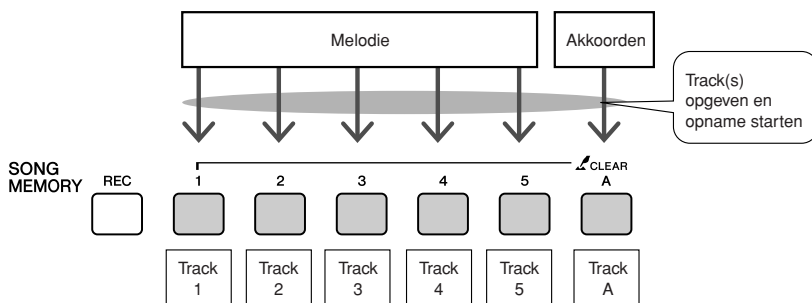 Melodie
Akkoorden
Track(s)
opgeven en
opname starten
CLEAR
SONG
MEMORY
REC 1 2 3 4 5 A
Track
1
Track
2
Track
3
Track
4
Track
5
Track
A